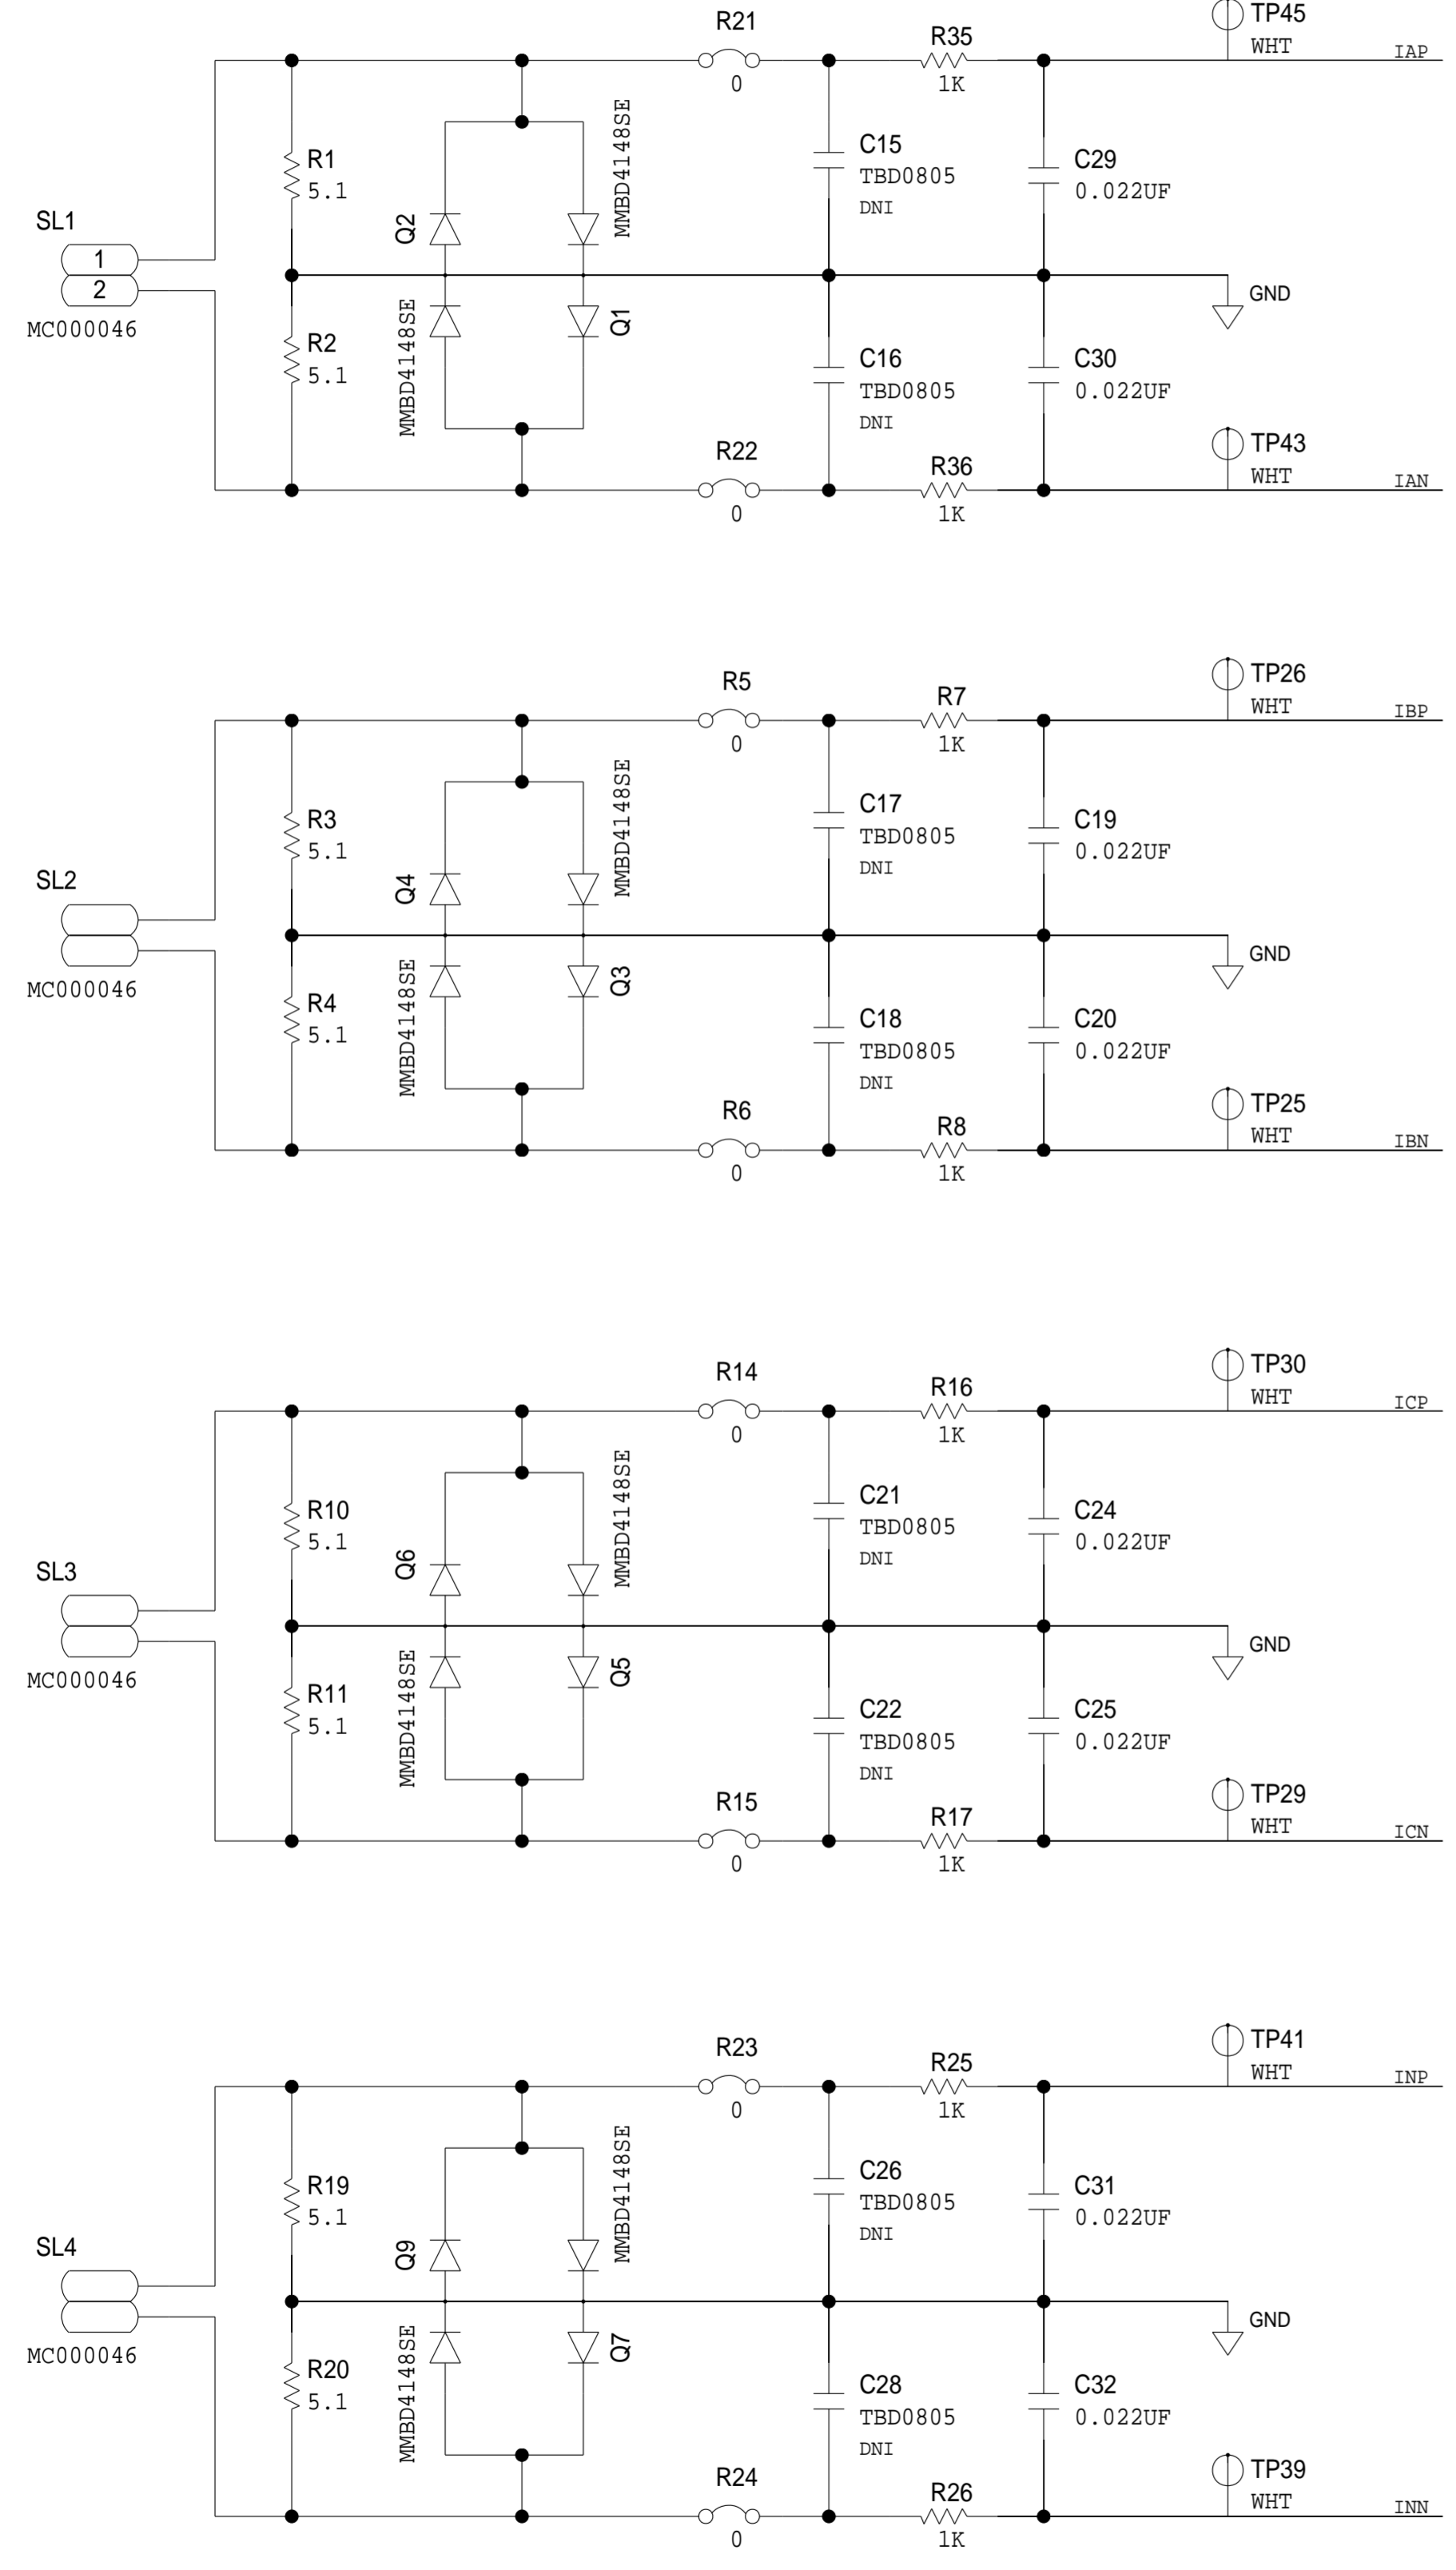 R21
0
R35
1K
TP45
WHT
IAP
MMBD4148SE
R1
5.1
C15
TBD0805
DNI
C29
0.022UF
SL1
1
2
MC000046
Q2
GND
MMBD4148SE
Q1
R2
5.1
C16
TBD0805
DNI
C30
0.022UF
R22
0
R36
1K
TP43
WHT
IAN
R5
0
R7
1K
TP26
WHT
IBP
MMBD4148SE
R3
5.1
C17
TBD0805
DNI
C19
0.022UF
SL2
MC000046
Q4
GND
MMBD4148SE
Q3
R4
5.1
C18
TBD0805
DNI
C20
0.022UF
R6
0
R8
1K
TP25
WHT
IBN
R14
0
R16
1K
TP30
WHT
ICP
MMBD4148SE
R10
5.1
C21
TBD0805
DNI
C24
0.022UF
SL3
MC000046
Q6
GND
MMBD4148SE
Q5
R11
5.1
C22
TBD0805
DNI
C25
0.022UF
R15
0
R17
1K
TP29
WHT
ICN
R23
0
R25
1K
TP41
WHT
INP
MMBD4148SE
R19
5.1
C26
TBD0805
DNI
C31
0.022UF
SL4
MC000046
Q9
GND
MMBD4148SE
Q7
R20
5.1
C28
TBD0805
DNI
C32
0.022UF
R24
0
R26
1K
TP39
WHT
INN